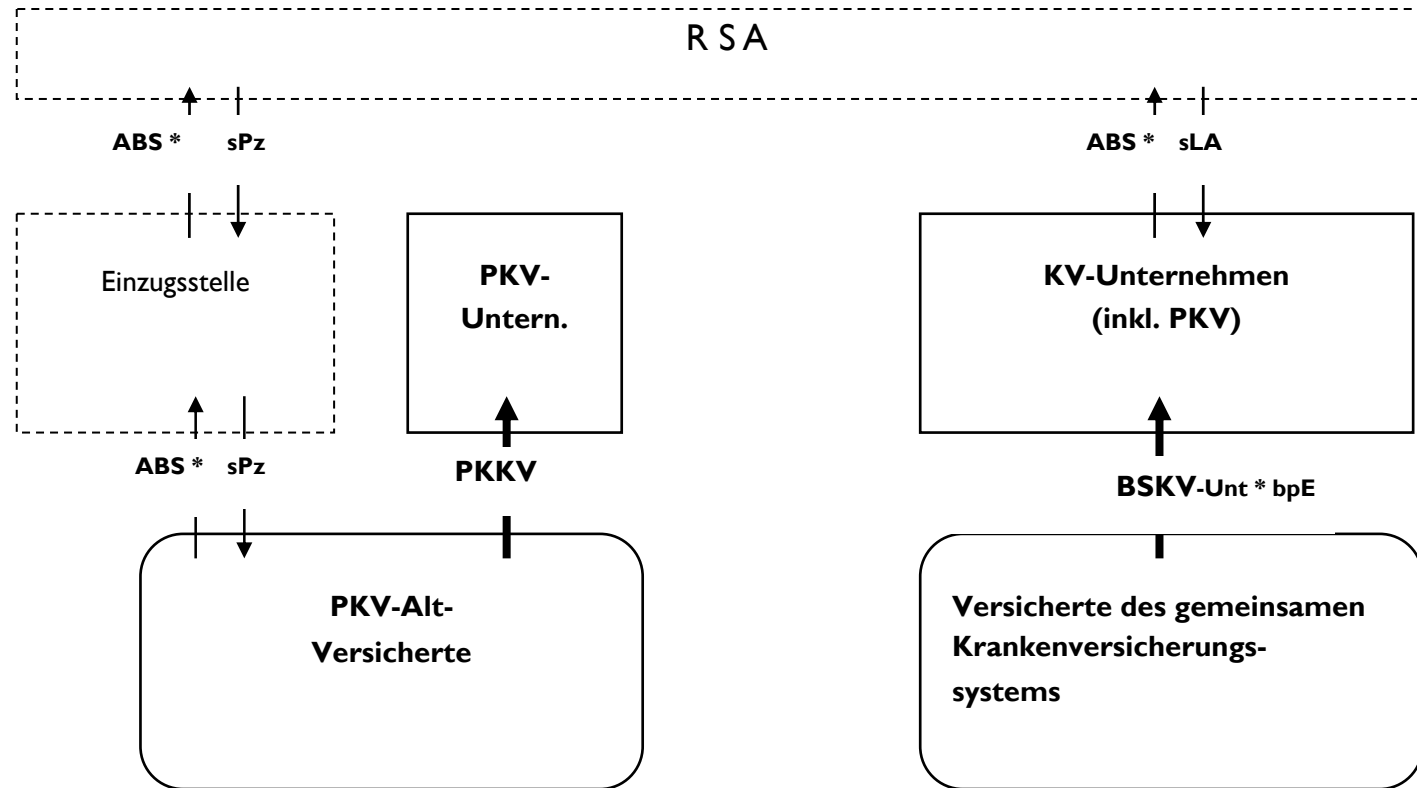 R S A
ABS * sPz
ABS * sLA
Einzugsstelle
PKV-
Untern.
KV-Unternehmen
(inkl. PKV)
ABS * sPz
PKKV
BSKV-Unt * bpE
PKV-Alt-
Versicherte
Versicherte des gemeinsamen
Krankenversicherungs-
systems